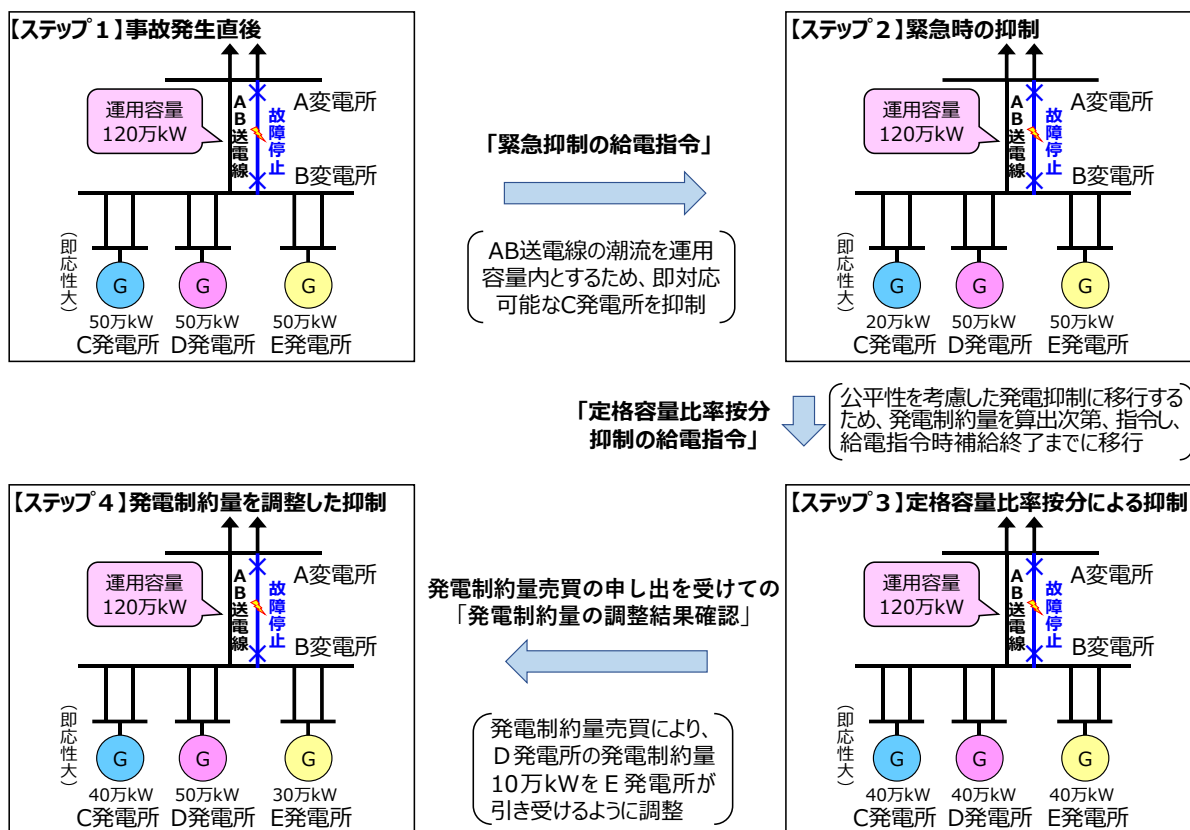 【ステップ１】事故発生直後
運用容量
120万kW
AB送電線
故障停止
A変電所
B変電所
（即応性大）
G
G
G
50万kW
50万kW
50万kW
C発電所
D発電所
E発電所
「緊急抑制の給電指令」
AB送電線の潮流を運用
容量内とするため、即対応
可能なC発電所を抑制
【ステップ２】緊急時の抑制
運用容量
120万kW
AB送電線
故障停止
A変電所
B変電所
（即応性大）
G
G
G
20万kW
50万kW
50万kW
C発電所
D発電所
E発電所
「定格容量比率按分
抑制の給電指令」
公平性を考慮した発電抑制に移行する
ため、発電制約量を算出次第、指令し、
給電指令時補給終了までに移行
【ステップ３】定格容量比率按分による抑制
運用容量
120万kW
AB送電線
故障停止
A変電所
B変電所
（即応性大）
G
G
G
40万kW
40万kW
40万kW
C発電所
D発電所
E発電所
発電制約量売買の申し出を受けての
「発電制約量の調整結果確認」
発電制約量売買により、
D発電所の発電制約量
10万kWをE発電所が
引き受けるように調整
【ステップ４】発電制約量を調整した抑制
運用容量
120万kW
AB送電線
故障停止
A変電所
B変電所
（即応性大）
G
G
G
40万kW
50万kW
30万kW
C発電所
D発電所
E発電所